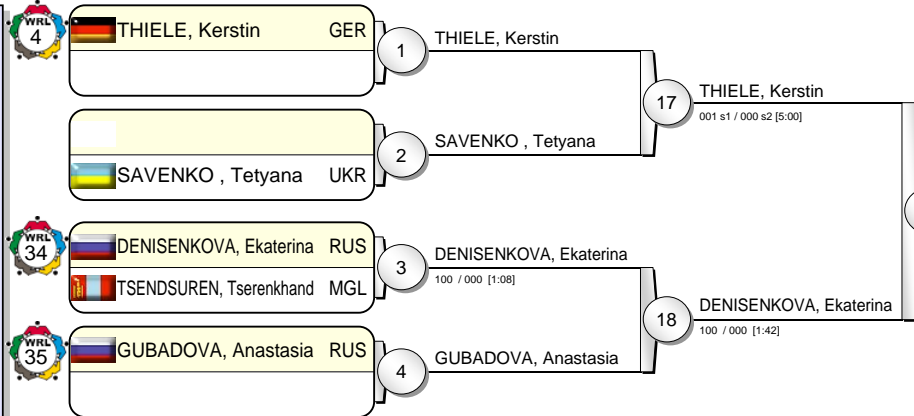 WRL
4
THIELE, Kerstin GER
1
THIELE, Kerstin
17
THIELE, Kerstin
001 s1 / 000 s2 [5:00]
2
SAVENKO , Tetyana
SAVENKO , Tetyana UKR
WRL
34
DENISENKOVA, Ekaterina RUS
TSENDSUREN, Tserenkhand MGL
3
DENISENKOVA, Ekaterina
100 / 000 [1:08]
18
DENISENKOVA, Ekaterina
100 / 000 [1:42]
WRL
35
GUBADOVA, Anastasia RUS
4
GUBADOVA, Anastasia